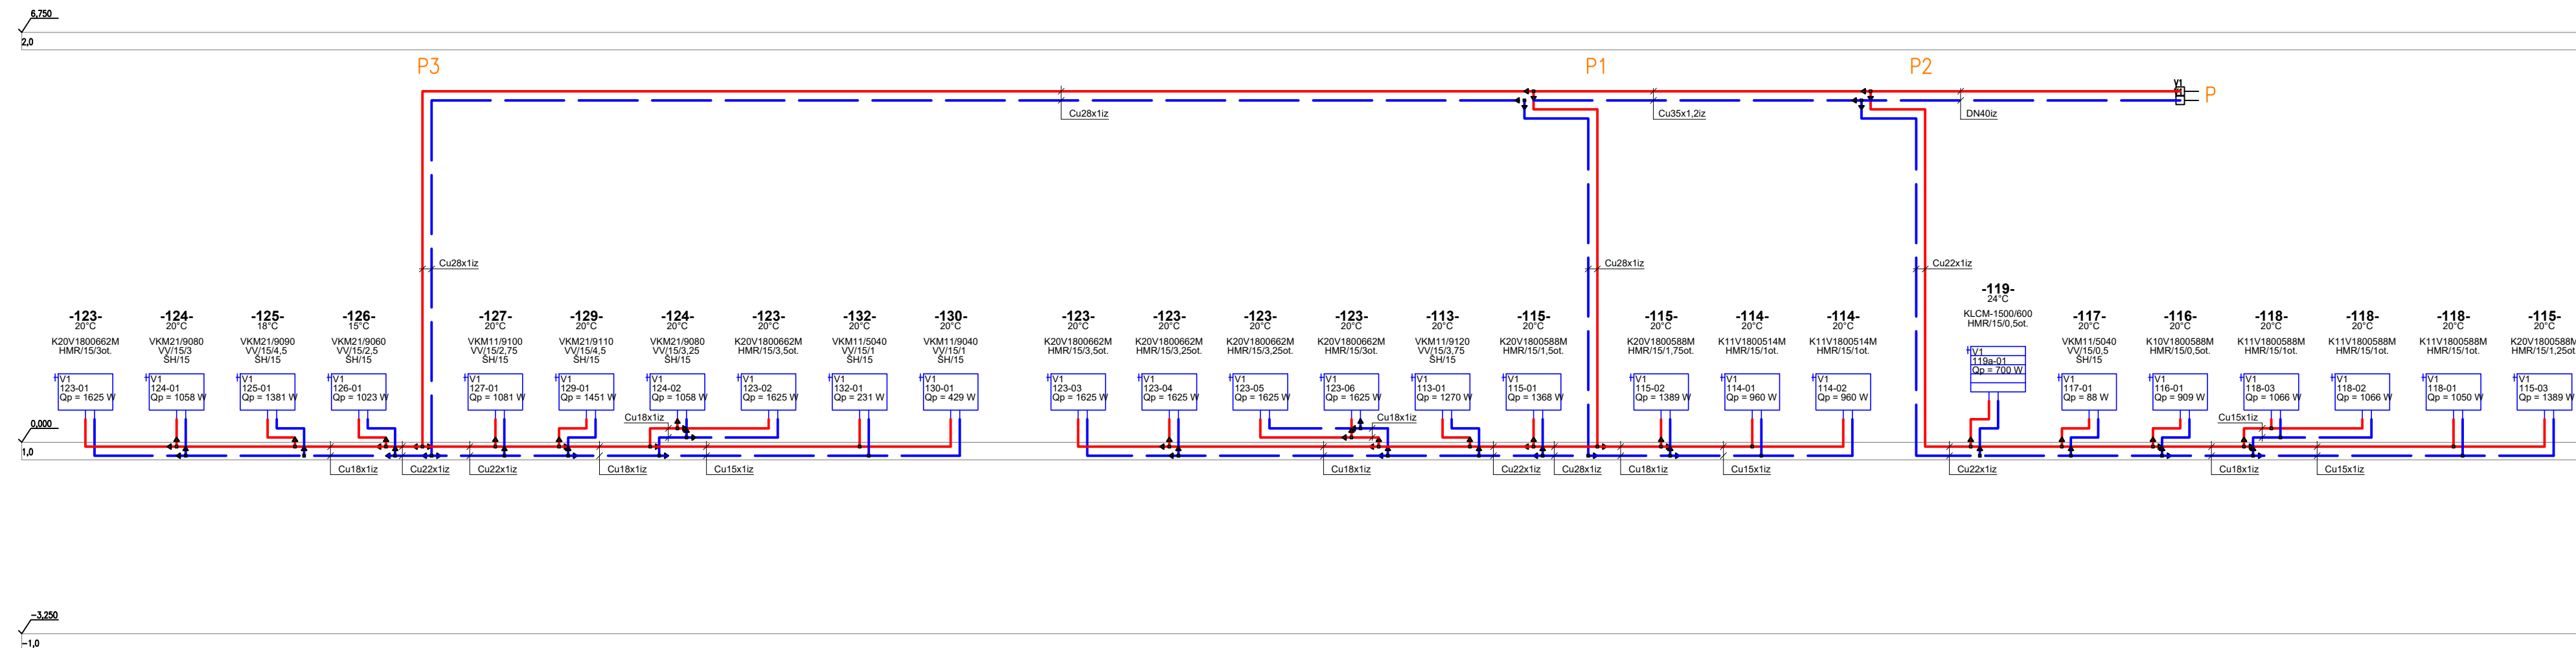 6,750
2,0
P3
P1
P2
V1
P
Cu28x1iz
Cu35x1,2iz
DN40iz
Cu28x1iz
Cu28x1iz
Cu22x1iz
-123-
20°C
K20V1800662M
HMR/15/3ot.
V1
123-01
Qp = 1625 W
-124-
20°C
VKM21/9080
VV/15/3
ŠH/15
V1
124-01
Qp = 1058 W
-125-
18°C
VKM21/9090
VV/15/4,5
ŠH/15
V1
125-01
Qp = 1381 W
-126-
15°C
VKM21/9060
VV/15/2,5
ŠH/15
V1
126-01
Qp = 1023 W
-127-
20°C
VKM11/9100
VV/15/2,75
ŠH/15
V1
127-01
Qp = 1081 W
-129-
20°C
VKM21/9110
VV/15/4,5
ŠH/15
V1
129-01
Qp = 1451 W
-124-
20°C
VKM21/9080
VV/15/3,25
ŠH/15
V1
124-02
Qp = 1058 W
-123-
20°C
K20V1800662M
HMR/15/3,5ot.
V1
123-02
Qp = 1625 W
-132-
20°C
VKM11/5040
VV/15/1
ŠH/15
V1
132-01
Qp = 231 W
-130-
20°C
VKM11/9040
VV/15/1
ŠH/15
V1
130-01
Qp = 429 W
-123-
20°C
K20V1800662M
HMR/15/3,5ot.
V1
123-03
Qp = 1625 W
-123-
20°C
K20V1800662M
HMR/15/3,25ot.
V1
123-04
Qp = 1625 W
-123-
20°C
K20V1800662M
HMR/15/3,25ot.
V1
123-05
Qp = 1625 W
-123-
20°C
K20V1800662M
HMR/15/3ot.
V1
123-06
Qp = 1625 W
-113-
20°C
VKM11/9120
VV/15/3,75
ŠH/15
V1
113-01
Qp = 1270 W
-115-
20°C
K20V1800588M
HMR/15/1,5ot.
V1
115-01
Qp = 1368 W
-115-
20°C
K20V1800588M
HMR/15/1,75ot.
V1
115-02
Qp = 1389 W
-114-
20°C
K11V1800514M
HMR/15/1ot.
V1
114-01
Qp = 960 W
-114-
20°C
K11V1800514M
HMR/15/1ot.
V1
114-02
Qp = 960 W
-119-
24°C
KLCM-1500/600
HMR/15/0,5ot.
V1
119a-01
Qp = 700 W
-117-
20°C
VKM11/5040
VV/15/0,5
ŠH/15
V1
117-01
Qp = 88 W
-116-
20°C
K10V1800588M
HMR/15/0,5ot.
V1
116-01
Qp = 909 W
-118-
20°C
K11V1800588M
HMR/15/1ot.
V1
118-03
Qp = 1066 W
-118-
20°C
K11V1800588M
HMR/15/1ot.
V1
118-02
Qp = 1066 W
-118-
20°C
K11V1800588M
HMR/15/1ot.
V1
118-01
Qp = 1050 W
-115-
20°C
K20V1800588M
HMR/15/1,25ot.
V1
115-03
Qp = 1389 W
Cu18x1iz
Cu18x1iz
Cu15x1iz
0,000
1,0
Cu18x1iz
Cu22x1iz
Cu22x1iz
Cu18x1iz
Cu15x1iz
Cu18x1iz
Cu22x1iz
Cu28x1iz
Cu18x1iz
Cu15x1iz
Cu22x1iz
Cu18x1iz
Cu15x1iz
-3,250
-1,0